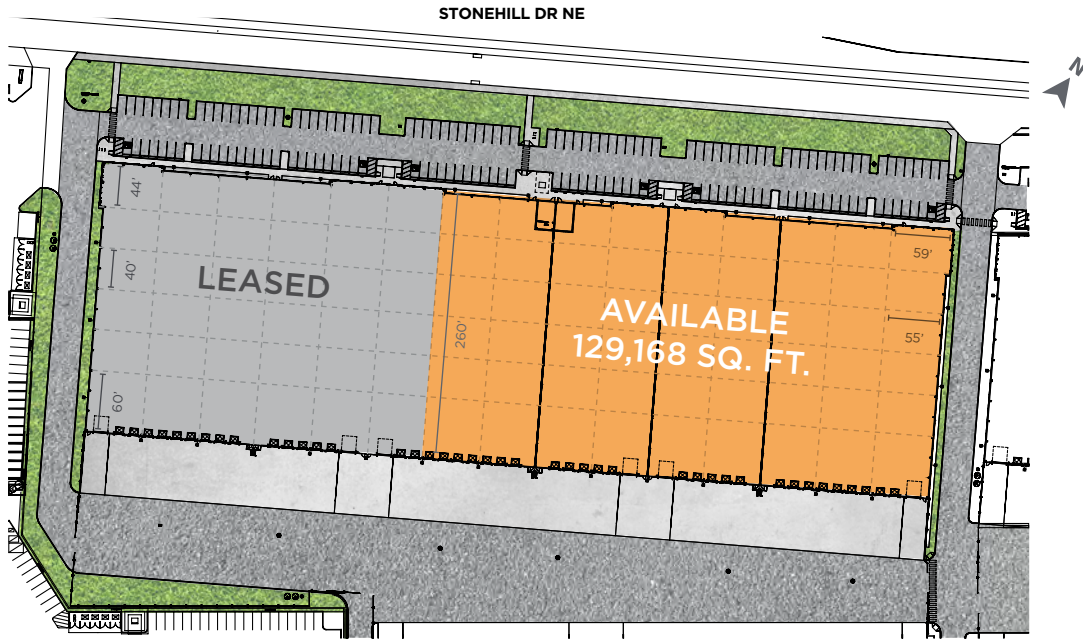 STONEHILL DR NE
N
44'
40'
60'
LEASED
260'
AVAILABLE
129,168 SQ. FT.
59'
55'